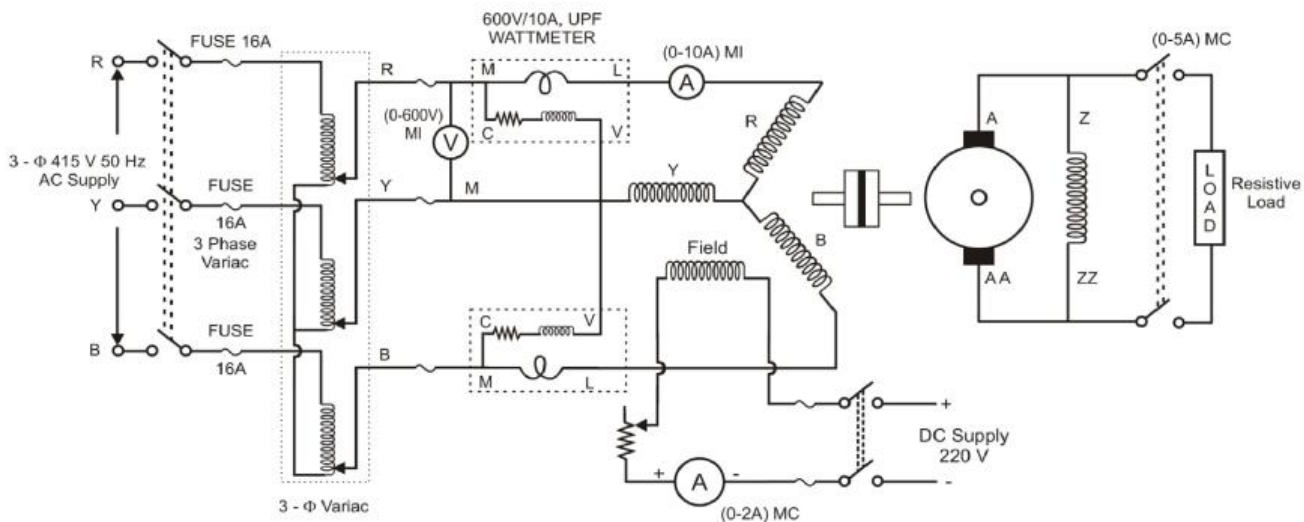 FUSE 16A
R
3 - Φ 415 V 50 Hz
AC Supply
Y
FUSE
16A
3 Phase
Variac
B
FUSE
16A
3 - Φ Variac
R
Y
B
(0-600V)
MI
V
600V/10A, UPF
WATTMETER
M
L
C
V
(0-10A) MI
A
M
R
Y
B
Field
C
V
M
L
+
A
-
(0-2A) MC
+
DC Supply
220 V
-
(0-5A) MC
A
Z
AA
ZZ
LOAD
Resistive
Load